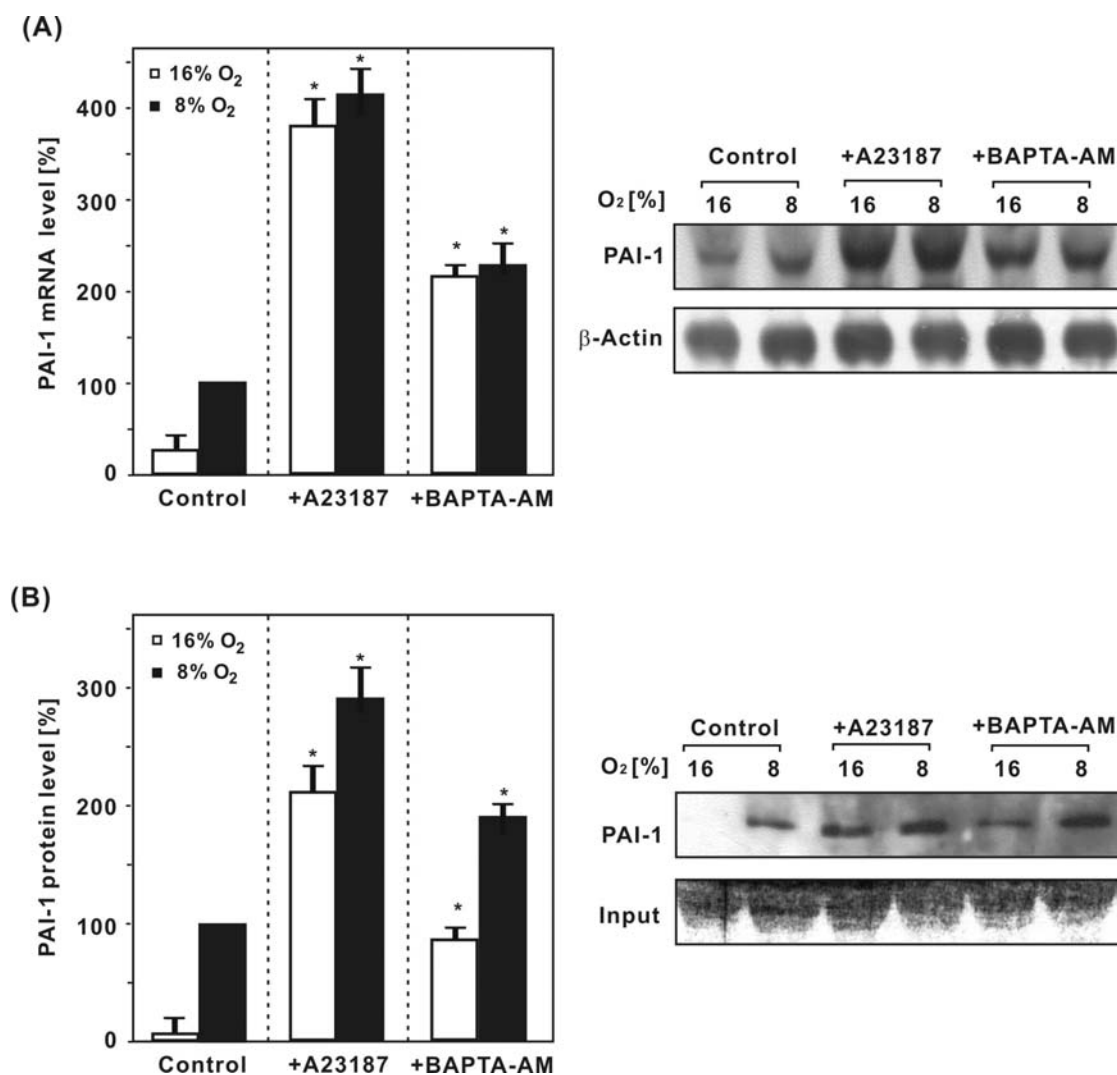 (A)
16% O₂
8% O₂
PAI-1 mRNA level [%]
400
300
200
100
0
* * * *
Control +A23187 +BAPTA-AM
Control +A23187 +BAPTA-AM
O₂[%] 16 8 16 8 16 8
PAI-1
β-Actin
(B)
16% O₂
8% O₂
PAI-1 protein level [%]
300
200
100
0
* * * *
Control +A23187 +BAPTA-AM
Control +A23187 +BAPTA-AM
O₂[%] 16 8 16 8 16 8
PAI-1
Input